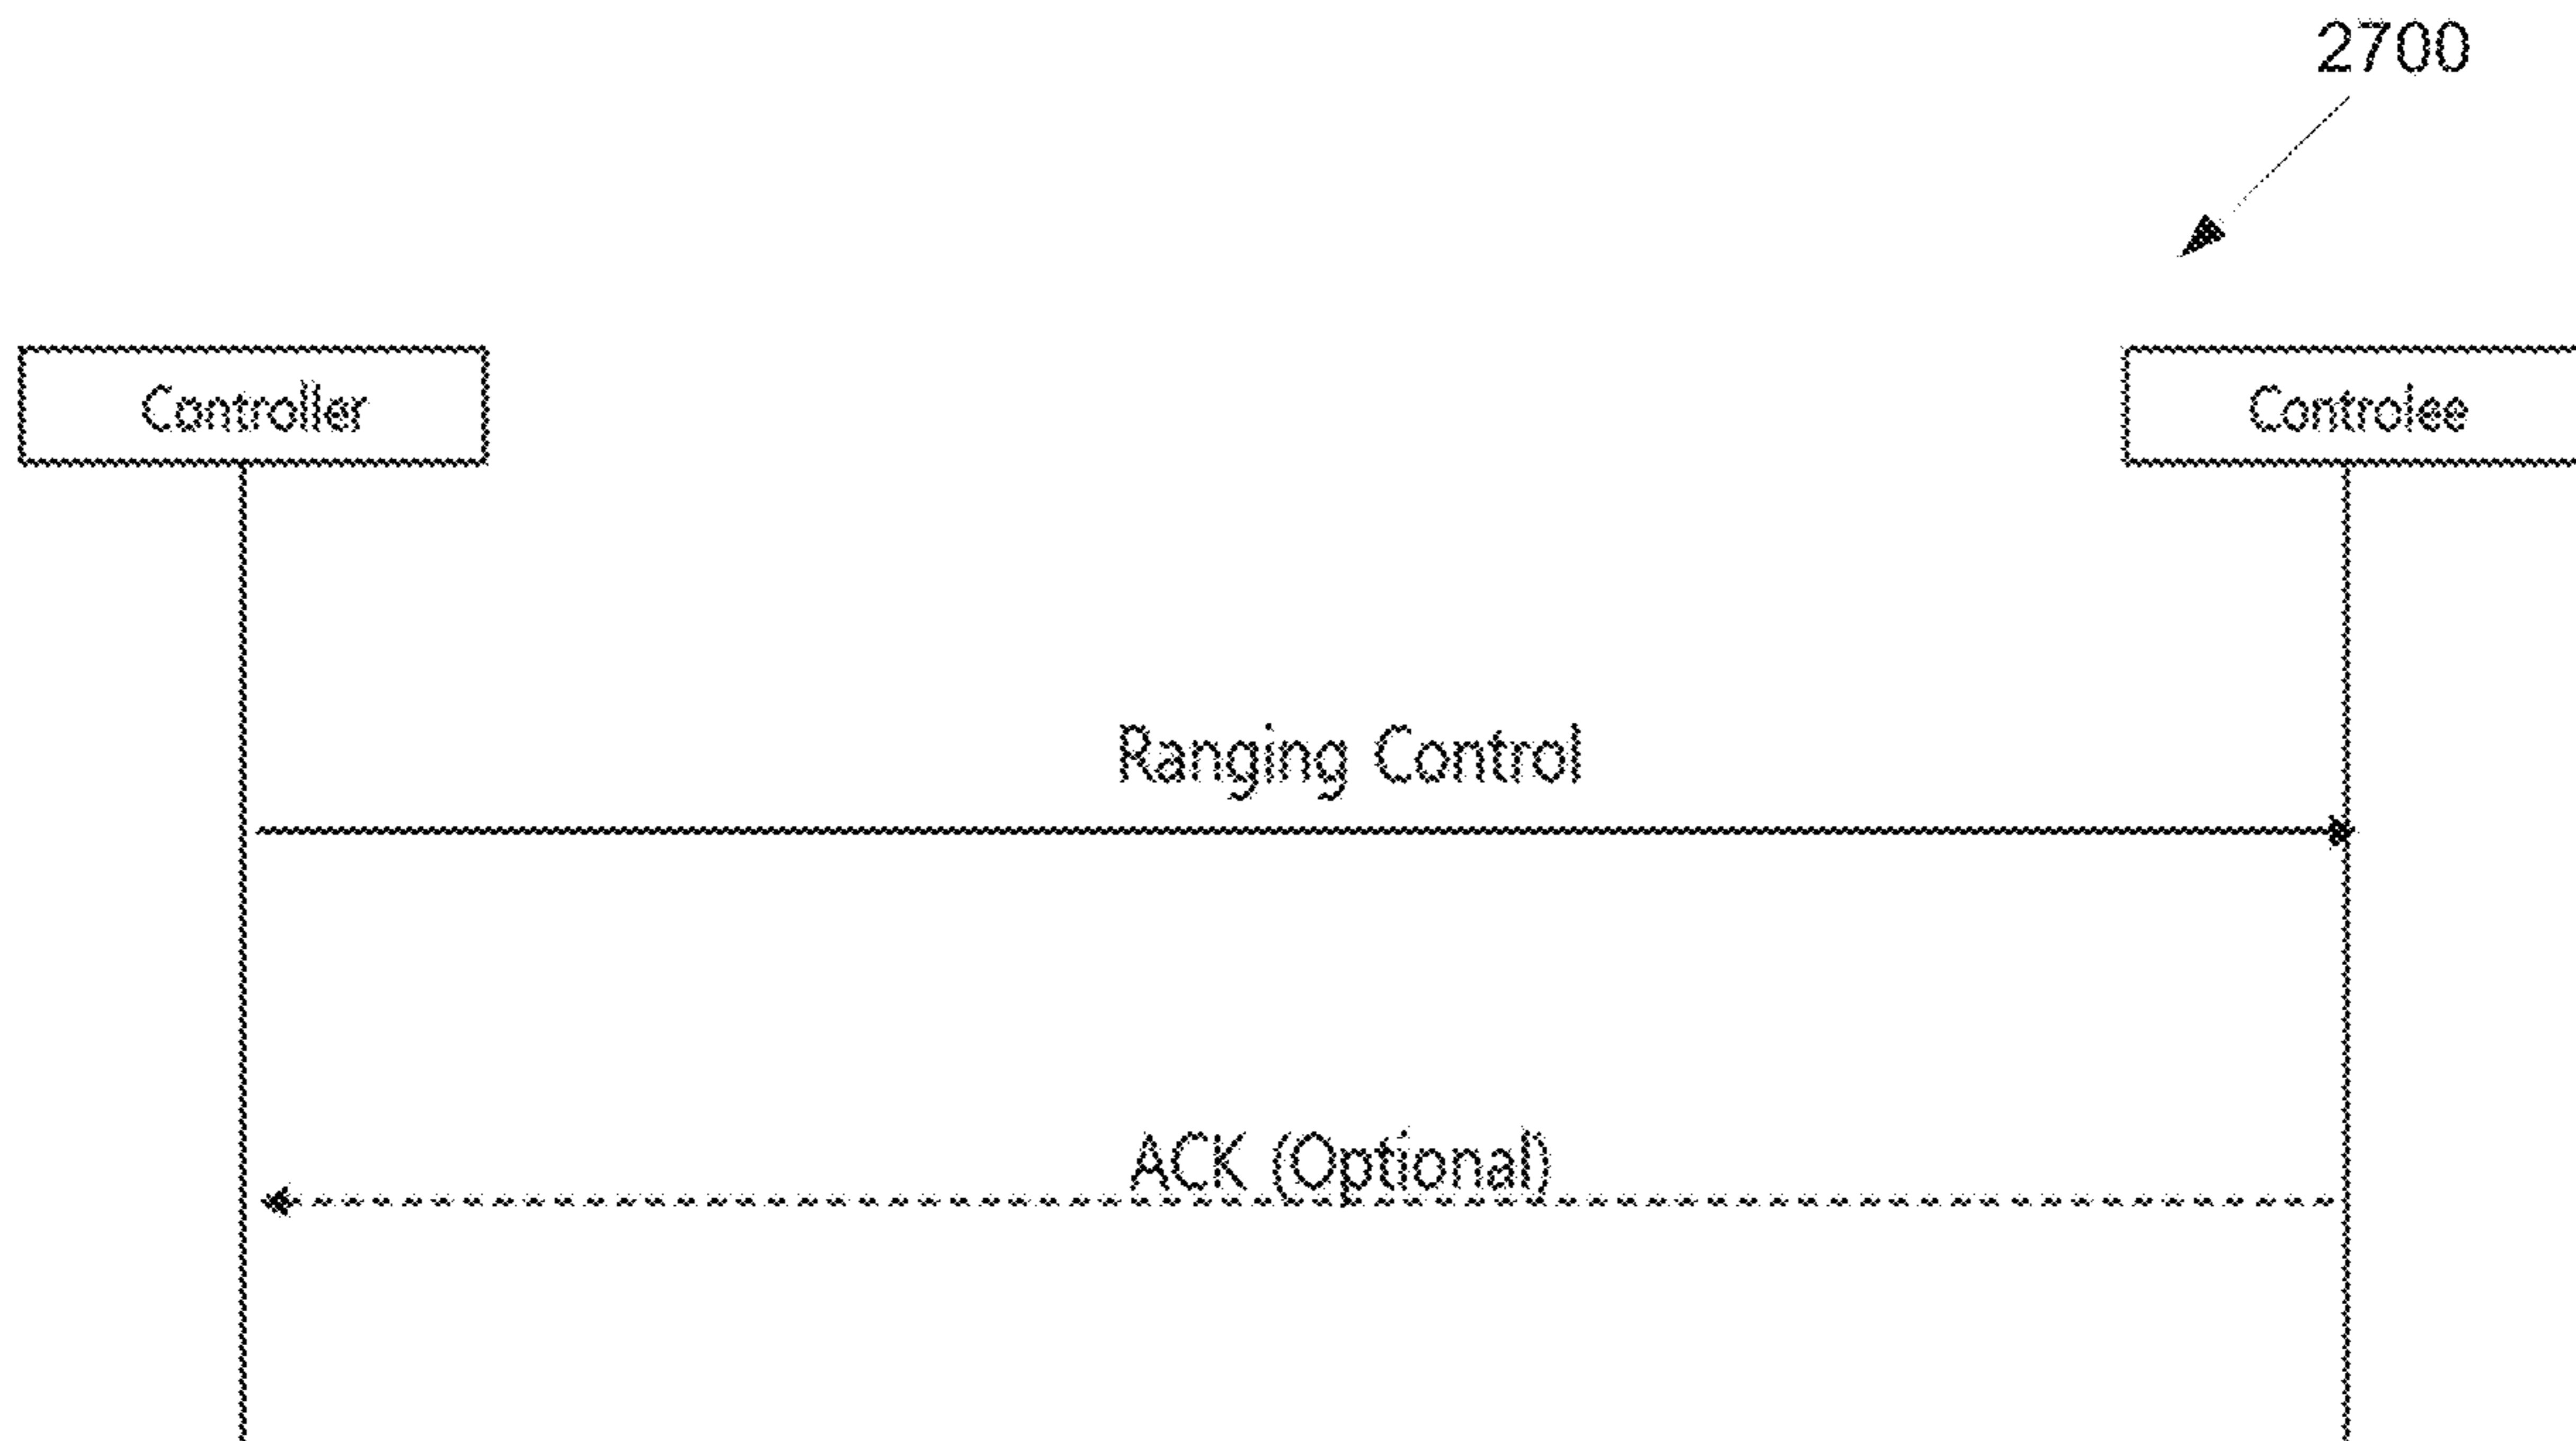 2700
Controller
Controlee
Ranging Control
ACK (Optional)